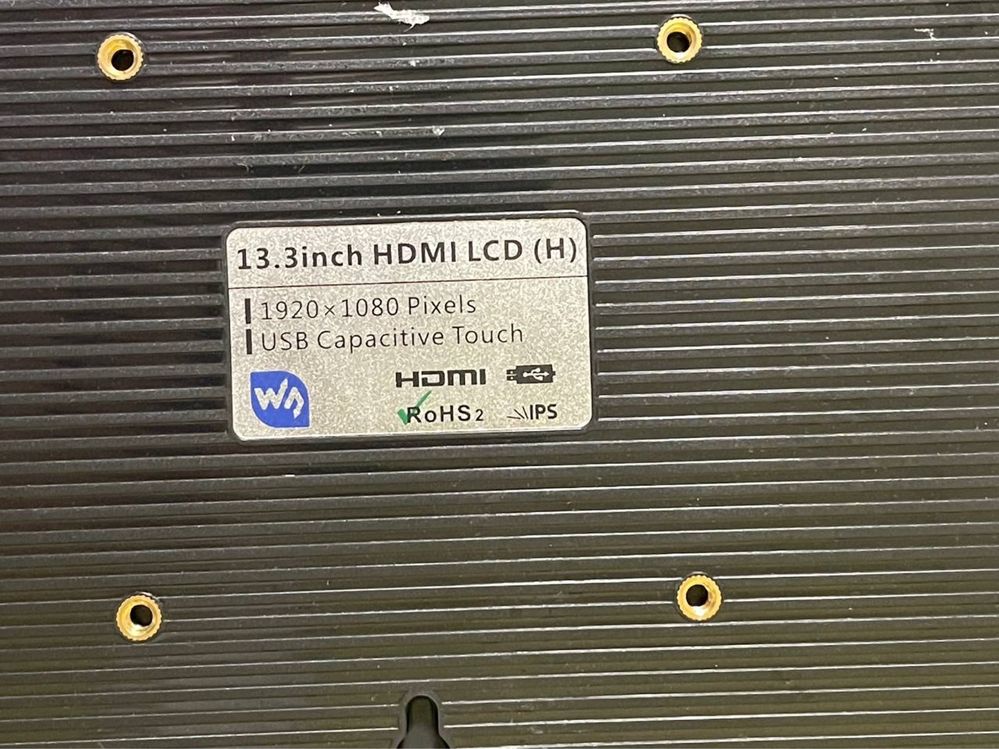 13.3inch HDMI LCD (H)
1920×1080 Pixels
USB Capacitive Touch
HDMI
RoHS2 IPS